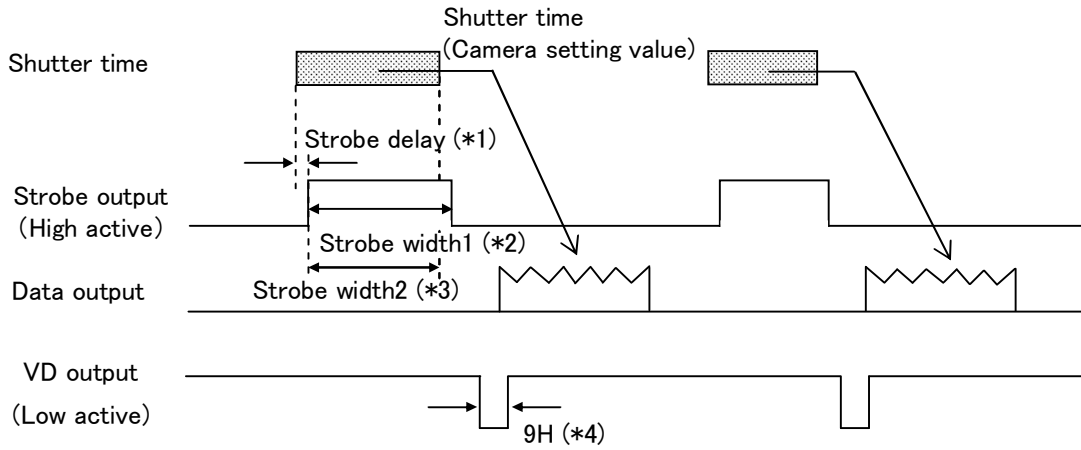 Shutter time
(Camera setting value)
Shutter time
Strobe delay (*1)
Strobe output
(High active)
Strobe width1 (*2)
Strobe width2 (*3)
Data output
VD output
(Low active)
9H (*4)